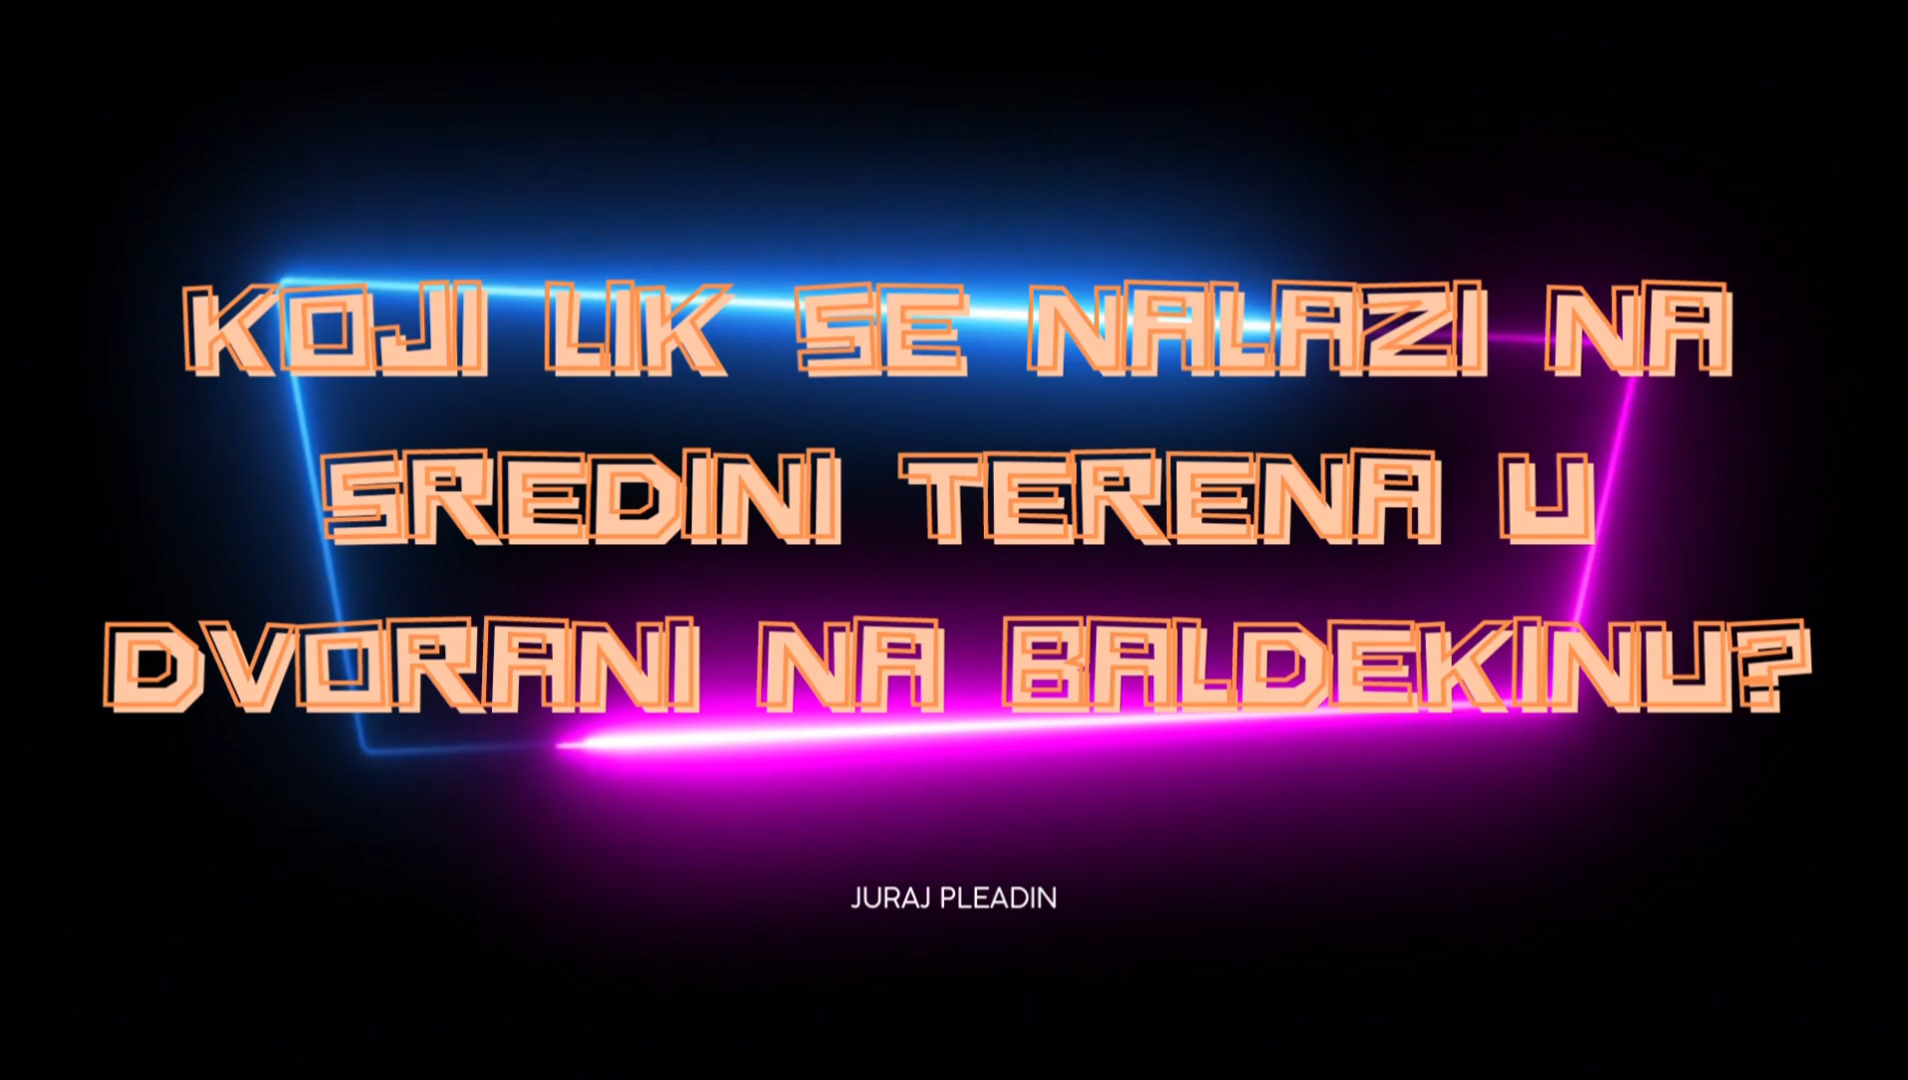 KOJI LIK SE NALAZI NA
SREDINI TERENA U
DVORANI NA BALDEKINU?
JURAJ PLEADIN